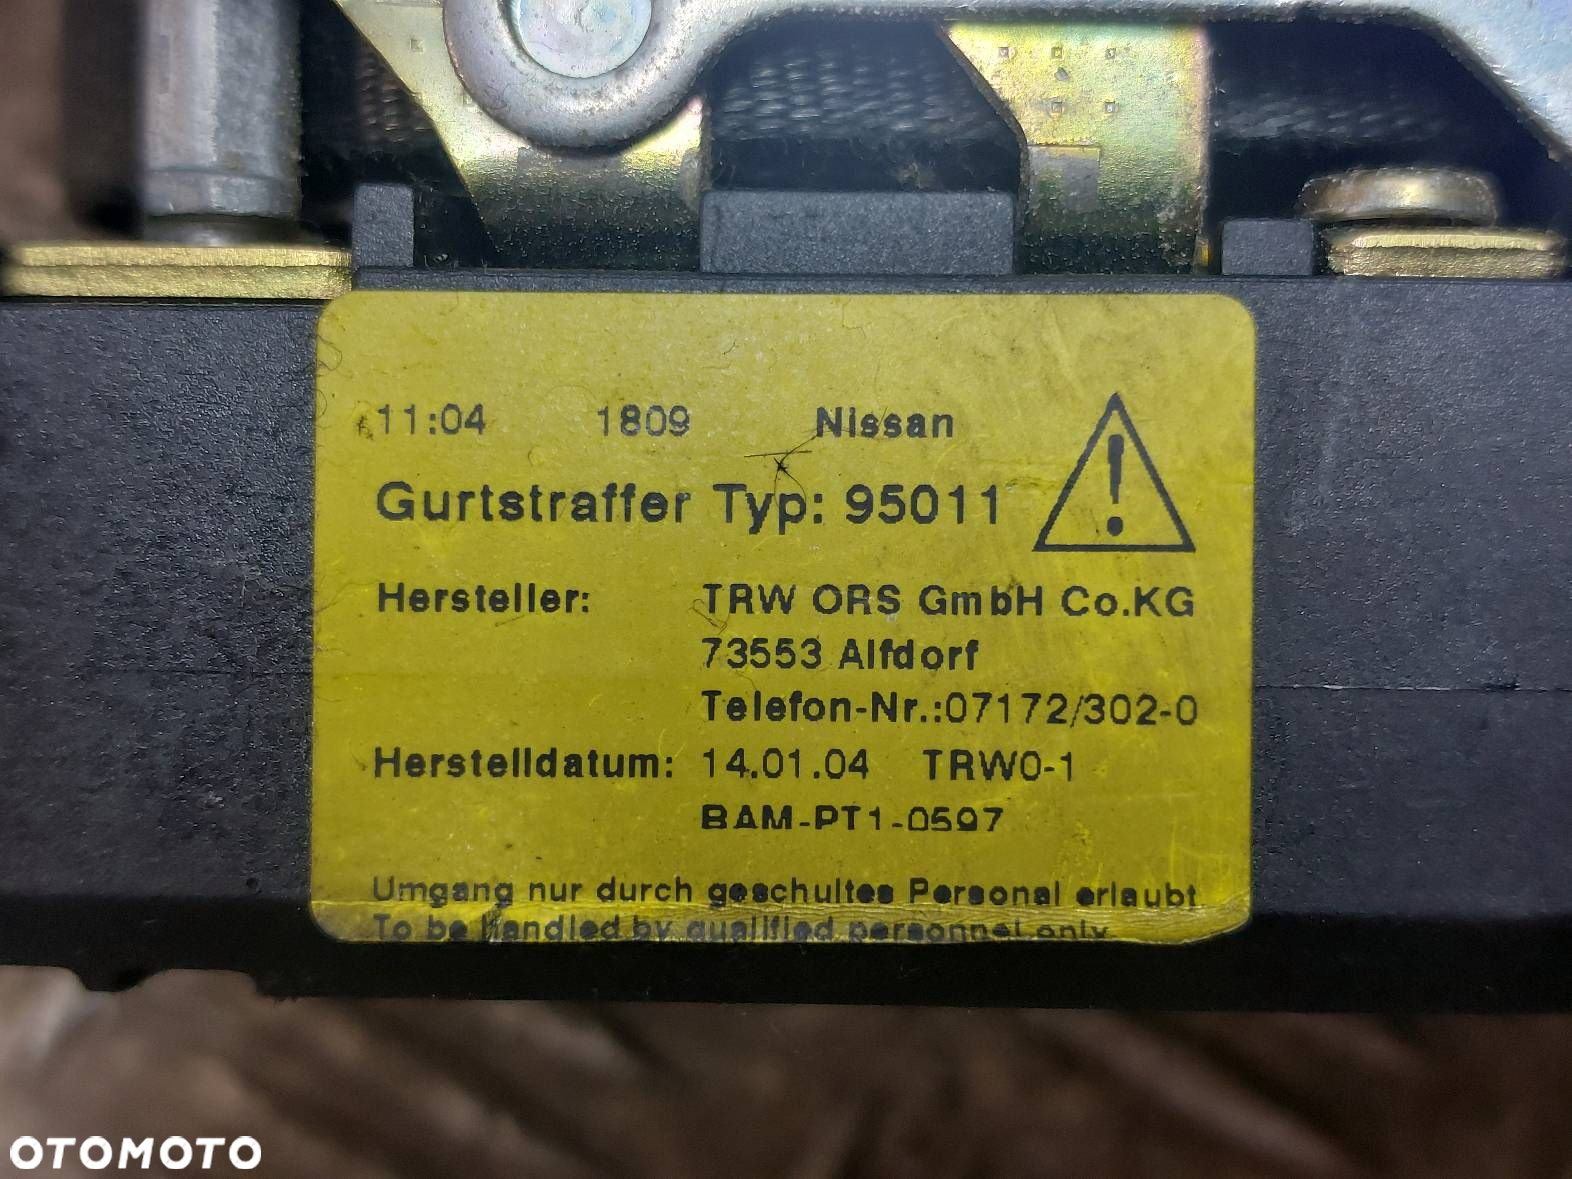 11:04 1809 Nissan
Gurtstraffer Typ: 95011
Hersteller: TRW ORS GmbH Co.KG
73553 Alfdorf
Telefon-Nr.:07172/302-0
Herstelldatum: 14.01.04 TRW0-1
BAM-PT1-0597
Umgang nur durch geschultes Personal erlaubt
To be Handled by qualified personnel only
OTOMOTO